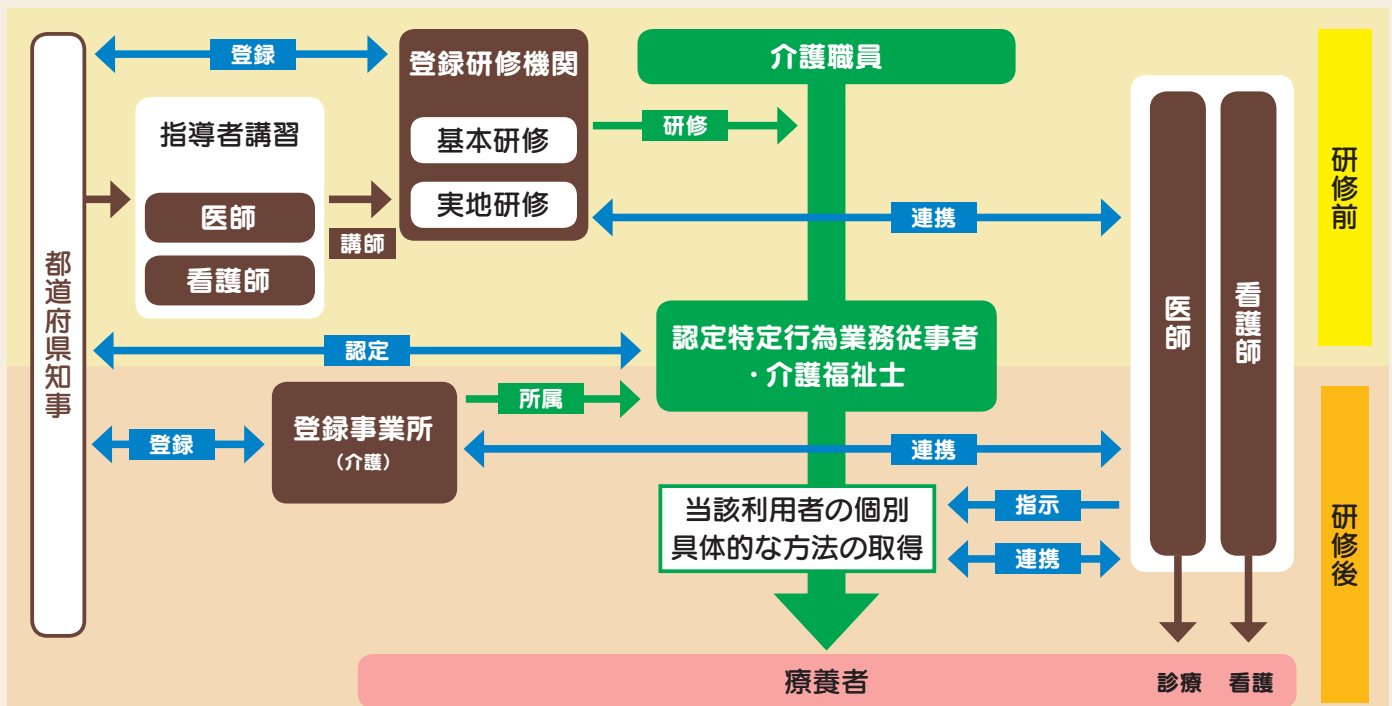 都道府県知事
登録
登録研修機関
基本研修
実地研修
指導者講習
医師
看護師
講師
介護職員
研修
連携
医師
看護師
研修前
認定
認定特定行為業務従事者
・介護福祉士
登録
登録事業所
(介護)
所属
連携
当該利用者の個別
具体的な方法の取得
指示
連携
研修後
療養者
診療
看護